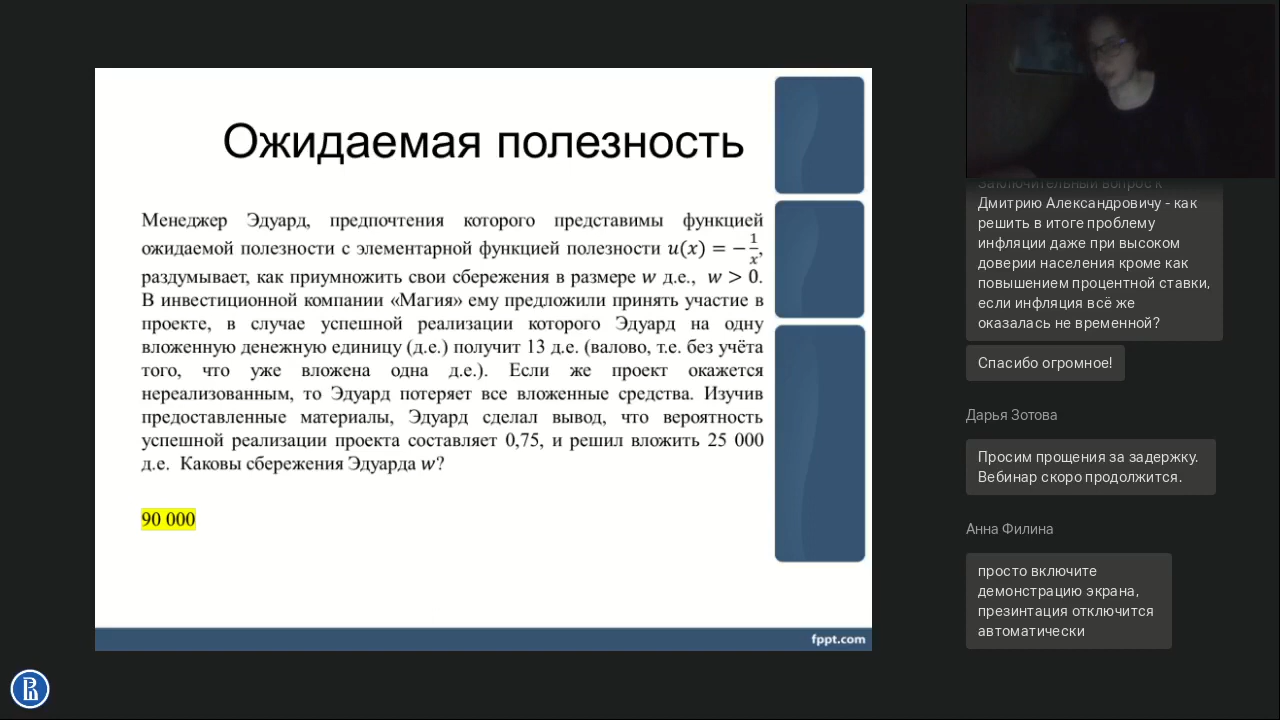 Ожидаемая полезность
Менеджер Эдуард, предпочтения которого представимы функцией
ожидаемой полезности с элементарной функцией полезности u(x) = −1/x,
раздумывает, как приумножить свои сбережения в размере w д.е., w > 0.
В инвестиционной компании «Магия» ему предложили принять участие в
проекте, в случае успешной реализации которого Эдуард на одну
вложенную денежную единицу (д.е.) получит 13 д.е. (валово, т.е. без учёта
того, что уже вложена одна д.е.). Если же проект окажется
нереализованным, то Эдуард потеряет все вложенные средства. Изучив
предоставленные материалы, Эдуард сделал вывод, что вероятность
успешной реализации проекта составляет 0,75, и решил вложить 25 000
д.е. Каковы сбережения Эдуарда w?
90 000
fppt.com
Заключительный вопрос к
Дмитрию Александровичу - как
решить в итоге проблему
инфляции даже при высоком
доверии населения кроме как
повышением процентной ставки,
если инфляция всё же
оказалась не временной?
Спасибо огромное!
Дарья Зотова
Просим прощения за задержку.
Вебинар скоро продолжится.
Анна Филина
просто включите
демонстрацию экрана,
презинтация отключится
автоматически